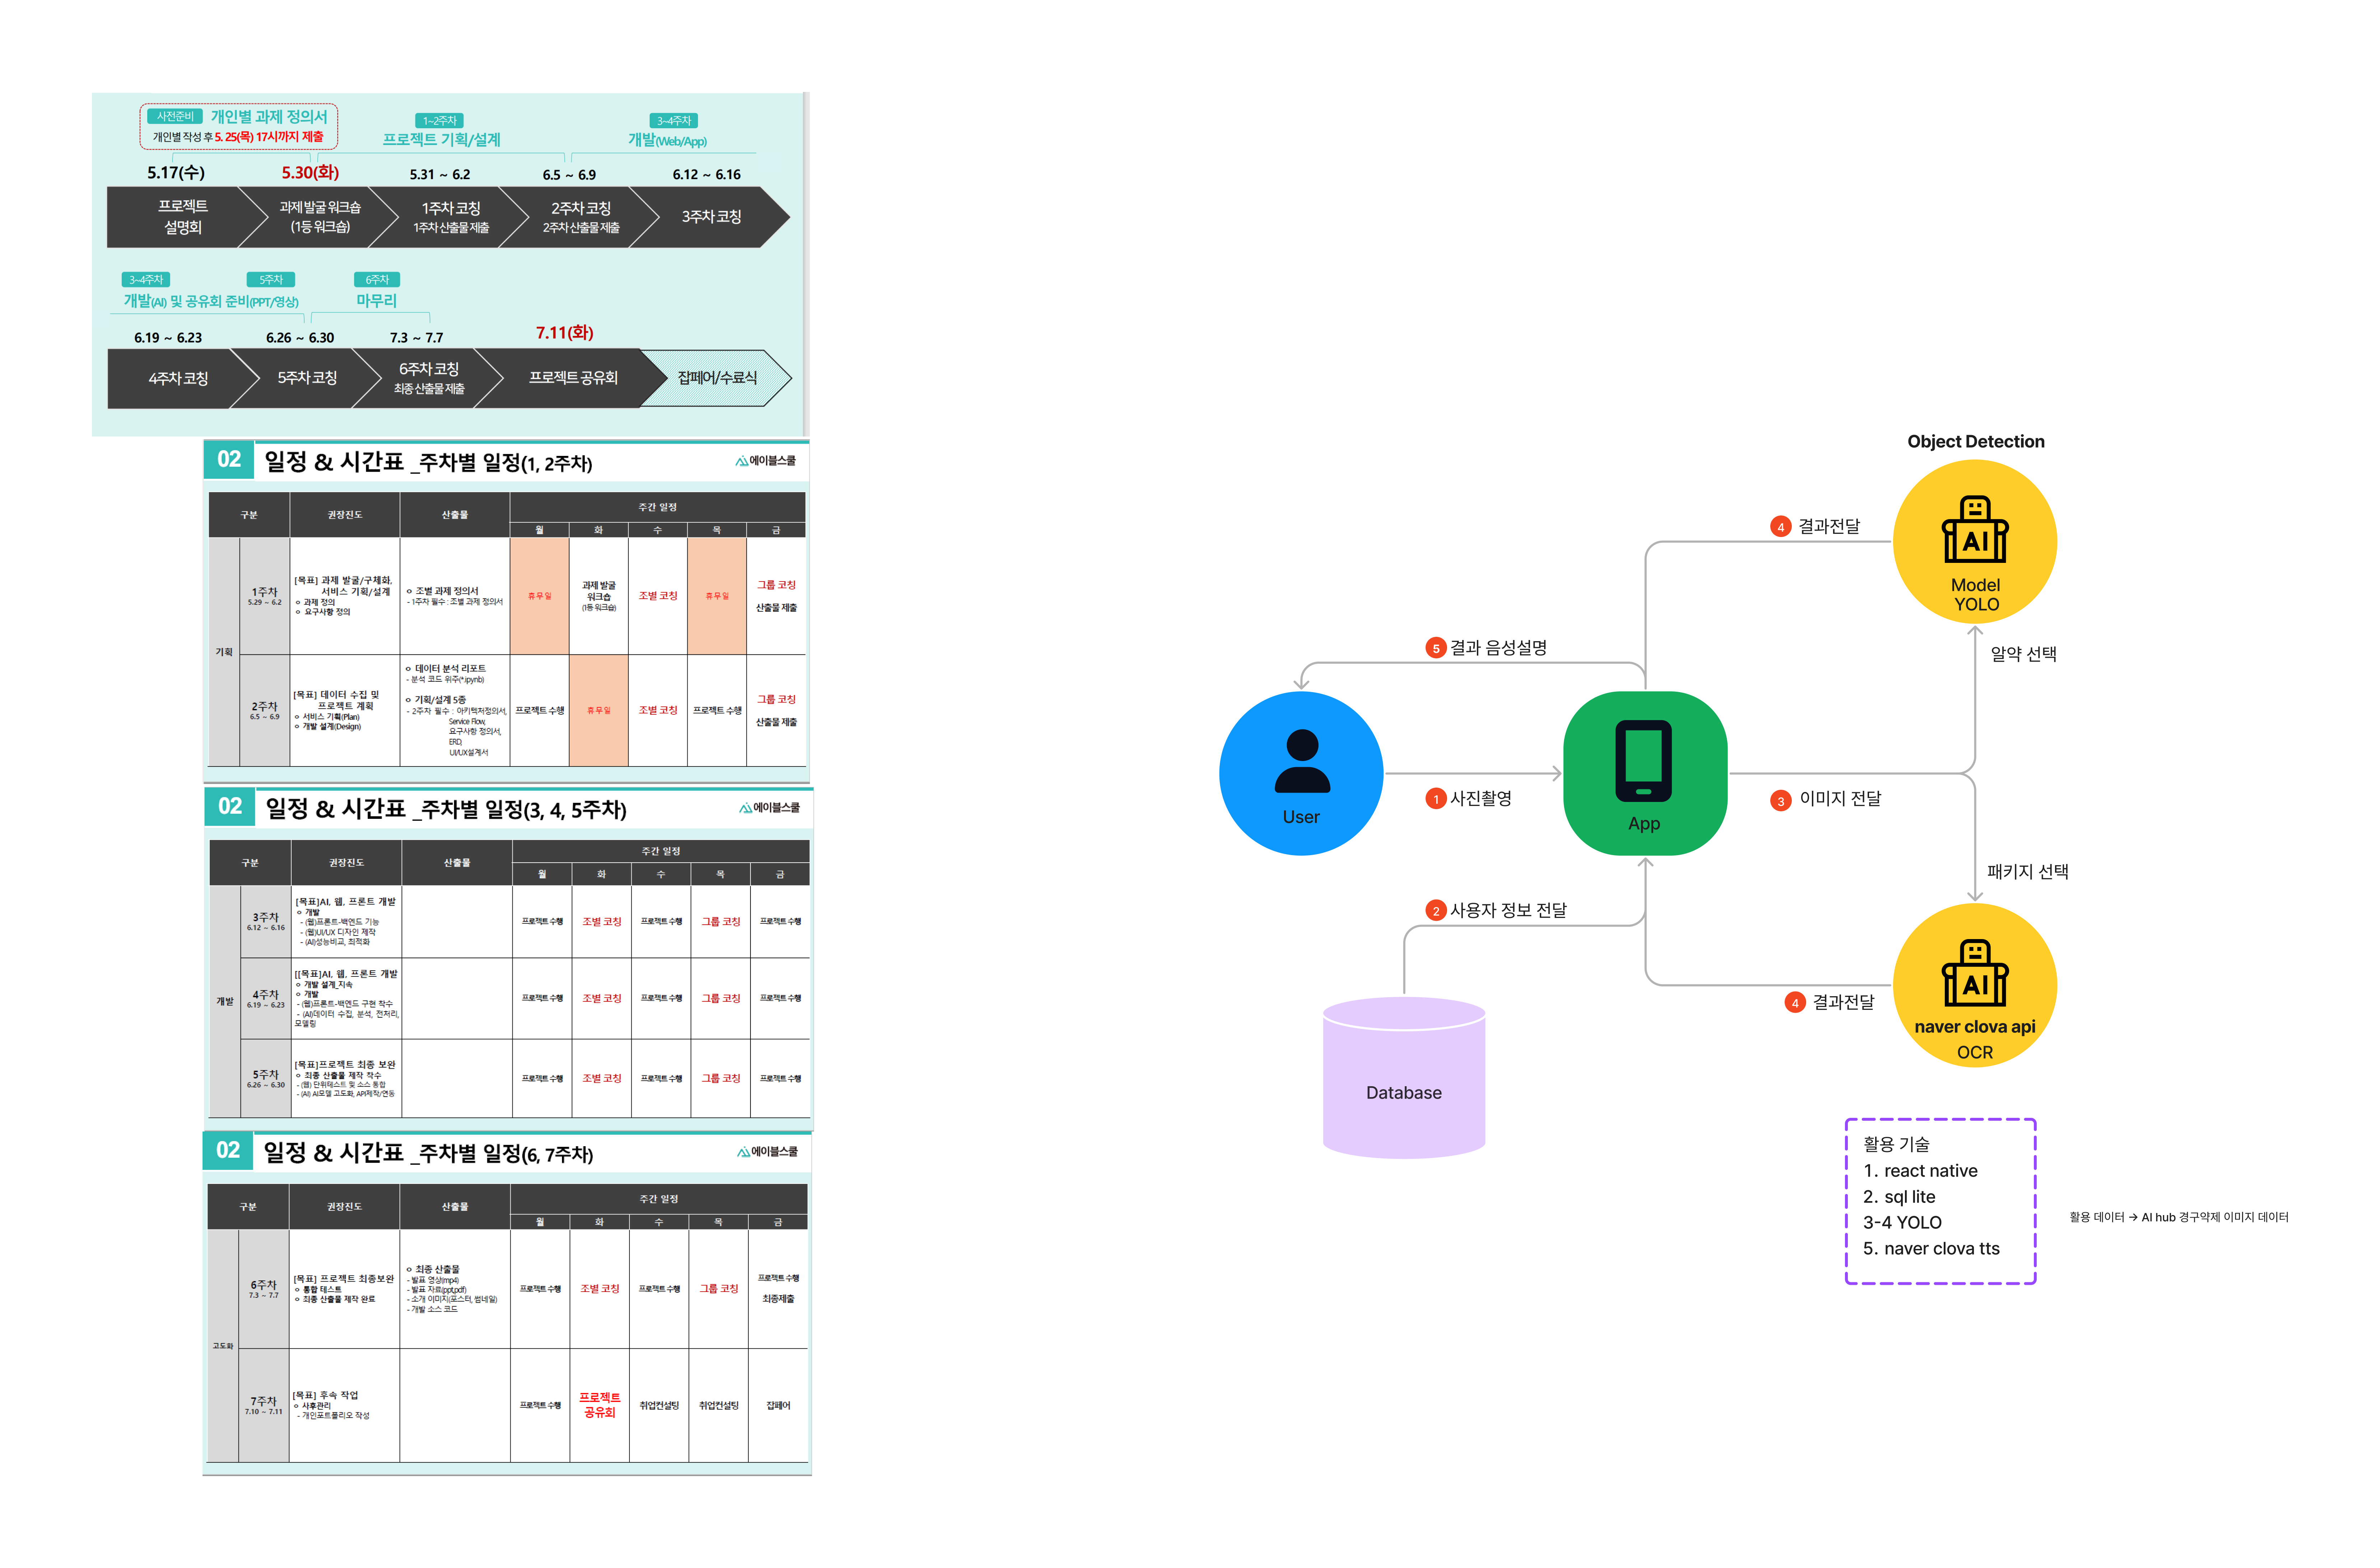 사전준비 개인별 과제 정의서
개인별 작성 후 5. 25(목) 17시까지 제출
1~2주차
프로젝트 기획/설계
3~4주차
개발(Web/App)
5.17(수)
5.30(화)
5.31 ~ 6.2
6.5 ~ 6.9
6.12 ~ 6.16
프로젝트
설명회
과제 발굴 워크숍
(1등 워크숍)
1주차 코칭
1주차 산출물 제출
2주차 코칭
2주차 산출물 제출
3주차 코칭
3~4주차
5주차
개발(AI) 및 공유회 준비(PPT/영상)
6주차
마무리
6.19 ~ 6.23
6.26 ~ 6.30
7.3 ~ 7.7
7.11(화)
4주차 코칭
5주차 코칭
6주차 코칭
최종 산출물 제출
프로젝트 공유회
잡페어/수료식
02 일정 & 시간표 _주차별 일정(1, 2주차)
에이블스쿨
구분
권장진도
산출물
주간 일정
월 화 수 목 금
기획
1주차
5.29 ~ 6.2
[목표] 과제 발굴/구체화,
서비스 기획/설계
o 과제 정의
o 요구사항 정의
o 조별 과제 정의서
- 1주차 필수 : 조별 과제 정의서
휴무일
과제 발굴
워크숍
(1등 워크숍)
조별 코칭
휴무일
그룹 코칭
산출물 제출
2주차
6.5 ~ 6.9
[목표] 데이터 수집 및
프로젝트 계획
o 서비스 기획(Plan)
o 개발 설계(Design)
o 데이터 분석 리포트
- 분석 코드 위주(*.ipynb)
o 기획/설계 5종
- 2주차 필수 : 아키텍처정의서,
Service Flow,
요구사항 정의서,
ERD,
UI/UX설계서
프로젝트 수행
휴무일
조별 코칭
프로젝트 수행
그룹 코칭
산출물 제출
02 일정 & 시간표 _주차별 일정(3, 4, 5주차)
에이블스쿨
구분
권장진도
산출물
주간 일정
월 화 수 목 금
개발
3주차
6.12 ~ 6.16
[목표]AI, 웹, 프론트 개발
o 개발
- (웹)프론트-백엔드 기능
- (웹)UI/UX 디자인 제작
- (AI)성능비교, 최적화
프로젝트 수행
조별 코칭
프로젝트 수행
그룹 코칭
프로젝트 수행
4주차
6.19 ~ 6.23
[[목표]AI, 웹, 프론트 개발
o 개발 설계_지속
o 개발
- (웹)프론트-백엔드 구현 착수
- (AI)데이터 수집, 분석, 전처리,
모델링
프로젝트 수행
조별 코칭
프로젝트 수행
그룹 코칭
프로젝트 수행
5주차
6.26 ~ 6.30
[목표]프로젝트 최종 보완
o 최종 산출물 제작 착수
- (웹) 단위테스트 및 소스 통합
- (AI) AI모델 고도화, API제작/연동
프로젝트 수행
조별 코칭
프로젝트 수행
그룹 코칭
프로젝트 수행
02 일정 & 시간표 _주차별 일정(6, 7주차)
에이블스쿨
구분
권장진도
산출물
주간 일정
월 화 수 목 금
고도화
6주차
7.3 ~ 7.7
[목표] 프로젝트 최종보완
o 통합 테스트
o 최종 산출물 제작 완료
o 최종 산출물
- 발표 영상(mp4)
- 발표 자료(ppt,pdf)
- 소개 이미지(포스터, 썸네일)
- 개발 소스 코드
프로젝트 수행
조별 코칭
프로젝트 수행
그룹 코칭
프로젝트 수행
최종제출
7주차
7.10 ~ 7.11
[목표] 후속 작업
o 사후관리
- 개인포트폴리오 작성
프로젝트 수행
프로젝트
공유회
취업컨설팅
취업컨설팅
잡페어
Object Detection
AI
Model
YOLO
4 결과전달
알약 선택
5 결과 음성설명
User
1 사진촬영
App
3 이미지 전달
패키지 선택
2 사용자 정보 전달
4 결과전달
AI
naver clova api
OCR
Database
활용 기술
1. react native
2. sql lite
3-4 YOLO
5. naver clova tts
활용 데이터 → AI hub 경구약제 이미지 데이터